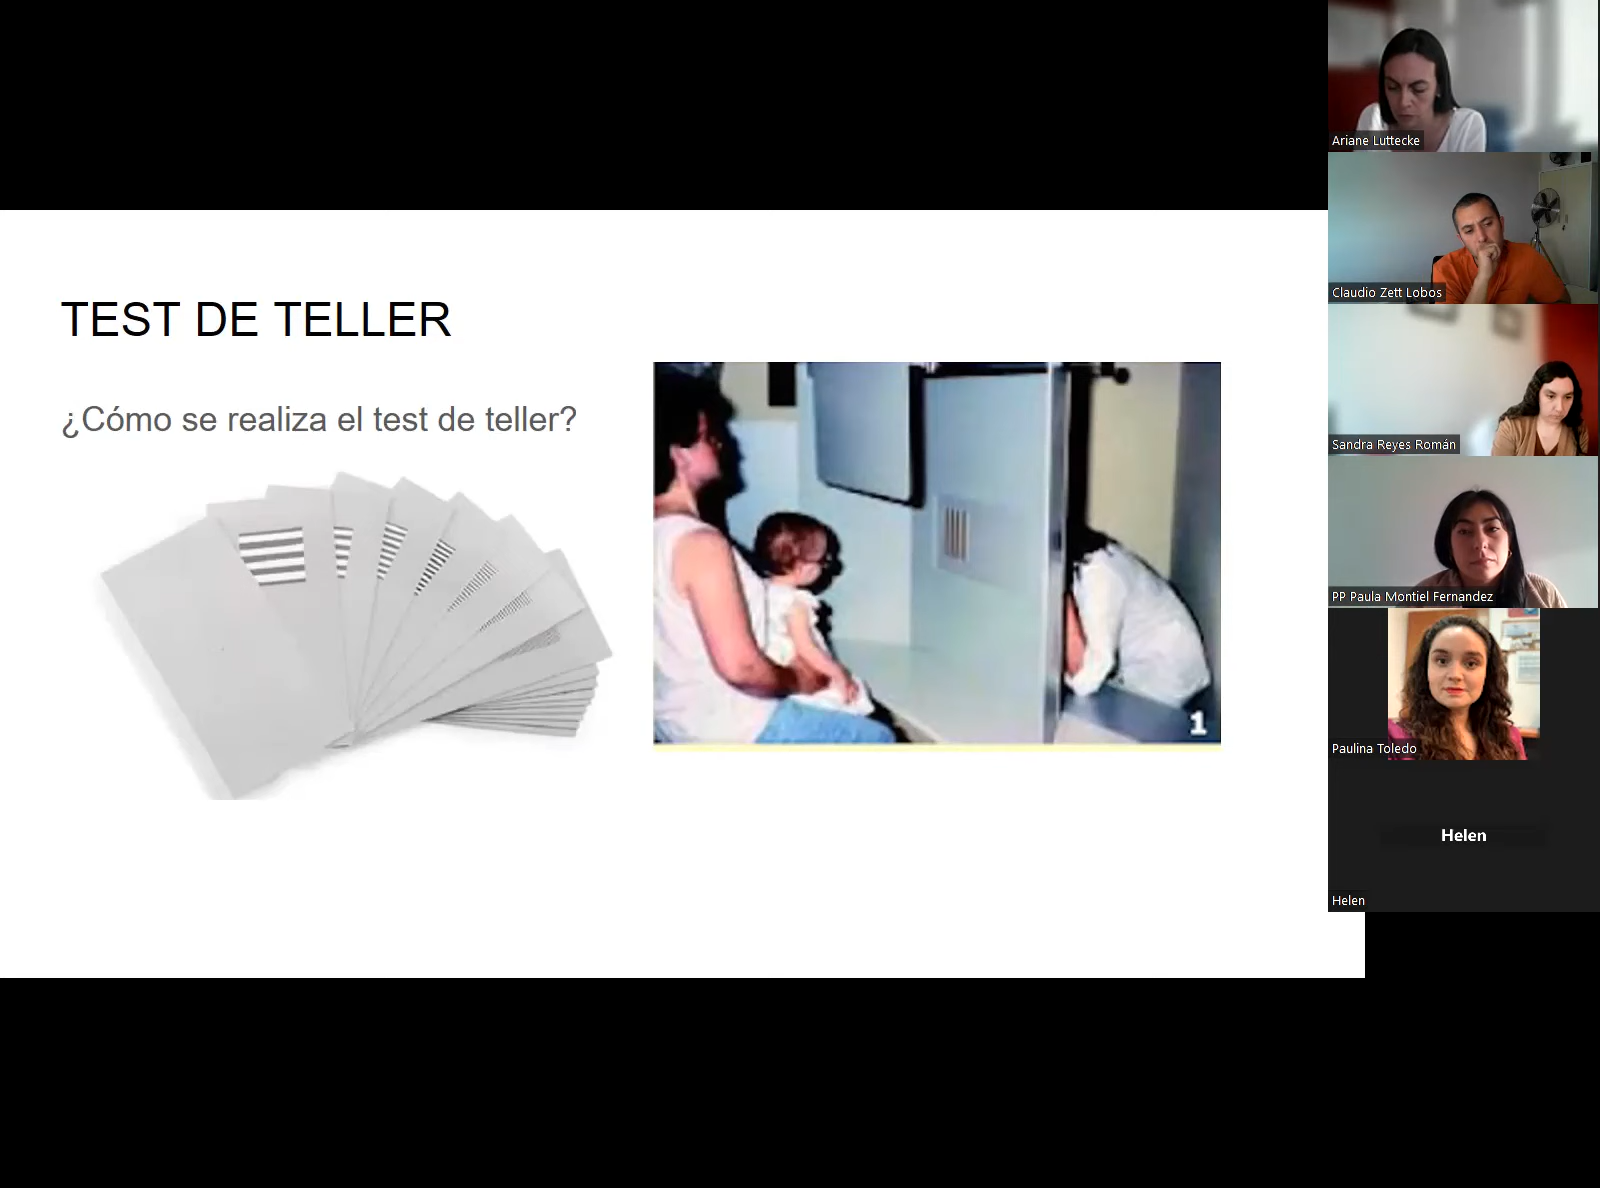 TEST DE TELLER
¿Cómo se realiza el test de teller?
1
Ariane Luttecke
Claudio Zett Lobos
Sandra Reyes Román
PP Paula Montiel Fernandez
Paulina Toledo
Helen
Helen